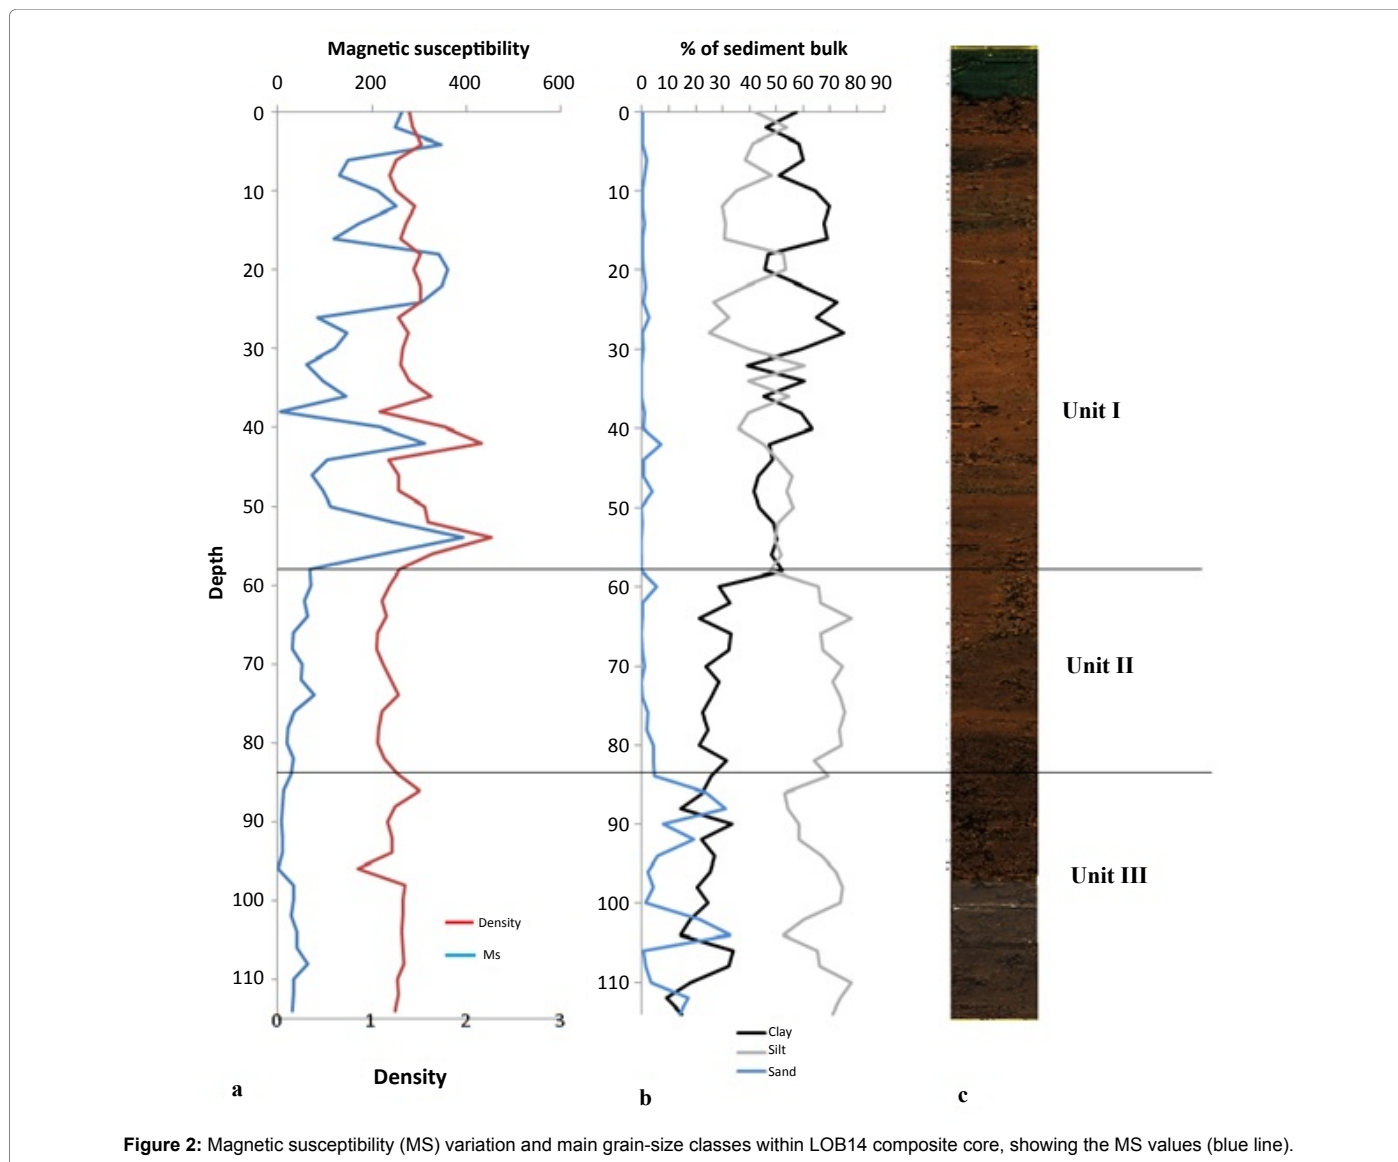 Magnetic susceptibility
% of sediment bulk
0 200 400 600
0 10 20 30 40 50 60 70 80 90
0
10
20
30
40
50
60
70
80
90
100
110
Depth
0
10
20
30
40
50
60
70
80
90
100
110
Unit I
Unit II
Unit III
Density
Ms
0 1 2 3
Density
Clay
Silt
Sand
a
b
c
Figure 2: Magnetic susceptibility (MS) variation and main grain-size classes within LOB14 composite core, showing the MS values (blue line).